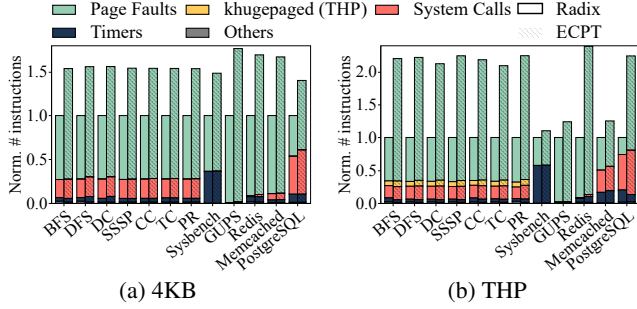 Page Faults khugepaged (THP) System Calls Radix
Timers Others ECPT
Norm. # instructions
1.5
1.0
0.5
0.0
BFS DFS DC SSSP CC TC PR Sysbench GUPS Redis Memcached PostgreSQL
(a) 4KB
Norm. # instructions
2.0
1.5
1.0
0.5
0.0
BFS DFS DC SSSP CC TC PR Sysbench GUPS Redis Memcached PostgreSQL
(b) THP